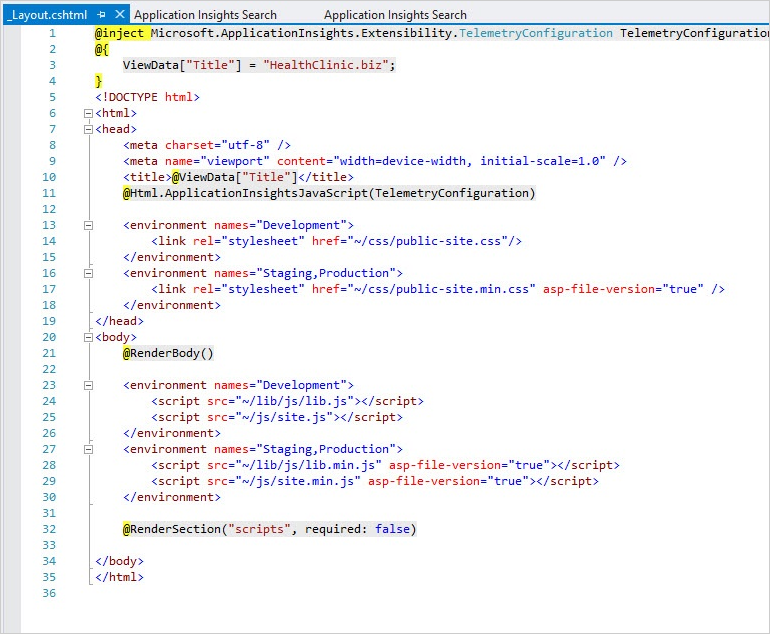 _Layout.cshtml Application Insights Search Application Insights Search
1 @inject Microsoft.ApplicationInsights.Extensibility.TelemetryConfiguration TelemetryConfiguration
2 @{
3 ViewData["Title"] = "HealthClinic.biz";
4 }
5 <!DOCTYPE html>
6 <html>
7 <head>
8 <meta charset="utf-8" />
9 <meta name="viewport" content="width=device-width, initial-scale=1.0" />
10 <title>@ViewData["Title"]</title>
11 @Html.ApplicationInsightsJavaScript(TelemetryConfiguration)
12
13 <environment names="Development">
14 <link rel="stylesheet" href="~/css/public-site.css"/>
15 </environment>
16 <environment names="Staging,Production">
17 <link rel="stylesheet" href="~/css/public-site.min.css" asp-file-version="true" />
18 </environment>
19 </head>
20 <body>
21 @RenderBody()
22
23 <environment names="Development">
24 <script src="~/lib/js/lib.js"></script>
25 <script src="~/js/site.js"></script>
26 </environment>
27 <environment names="Staging,Production">
28 <script src="~/lib/js/lib.min.js" asp-file-version="true"></script>
29 <script src="~/js/site.min.js" asp-file-version="true"></script>
30 </environment>
31
32 @RenderSection("scripts", required: false)
33
34 </body>
35 </html>
36